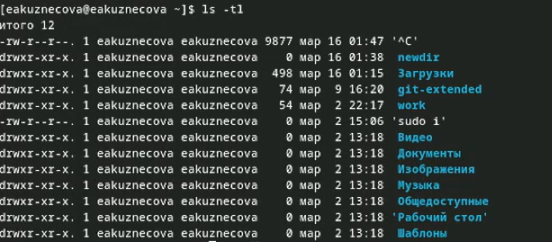 [eakuznecova@eakuznecova ~]$ ls -tl
итого 12
-rw-r--r--. 1 eakuznecova eakuznecova 9877 мар 16 01:47 '^C'
drwxr-xr-x. 1 eakuznecova eakuznecova 0 мар 16 01:38 newdir
drwxr-xr-x. 1 eakuznecova eakuznecova 498 мар 16 01:15 Загрузки
drwxr-xr-x. 1 eakuznecova eakuznecova 74 мар 9 16:20 git-extended
drwxr-xr-x. 1 eakuznecova eakuznecova 54 мар 2 22:17 work
-rw-r--r--. 1 eakuznecova eakuznecova 0 мар 2 15:06 'sudo i'
drwxr-xr-x. 1 eakuznecova eakuznecova 0 мар 2 13:18 Видео
drwxr-xr-x. 1 eakuznecova eakuznecova 0 мар 2 13:18 Документы
drwxr-xr-x. 1 eakuznecova eakuznecova 0 мар 2 13:18 Изображения
drwxr-xr-x. 1 eakuznecova eakuznecova 0 мар 2 13:18 Музыка
drwxr-xr-x. 1 eakuznecova eakuznecova 0 мар 2 13:18 Общедоступные
drwxr-xr-x. 1 eakuznecova eakuznecova 0 мар 2 13:18 'Рабочий стол'
drwxr-xr-x. 1 eakuznecova eakuznecova 0 мар 2 13:18 Шаблоны